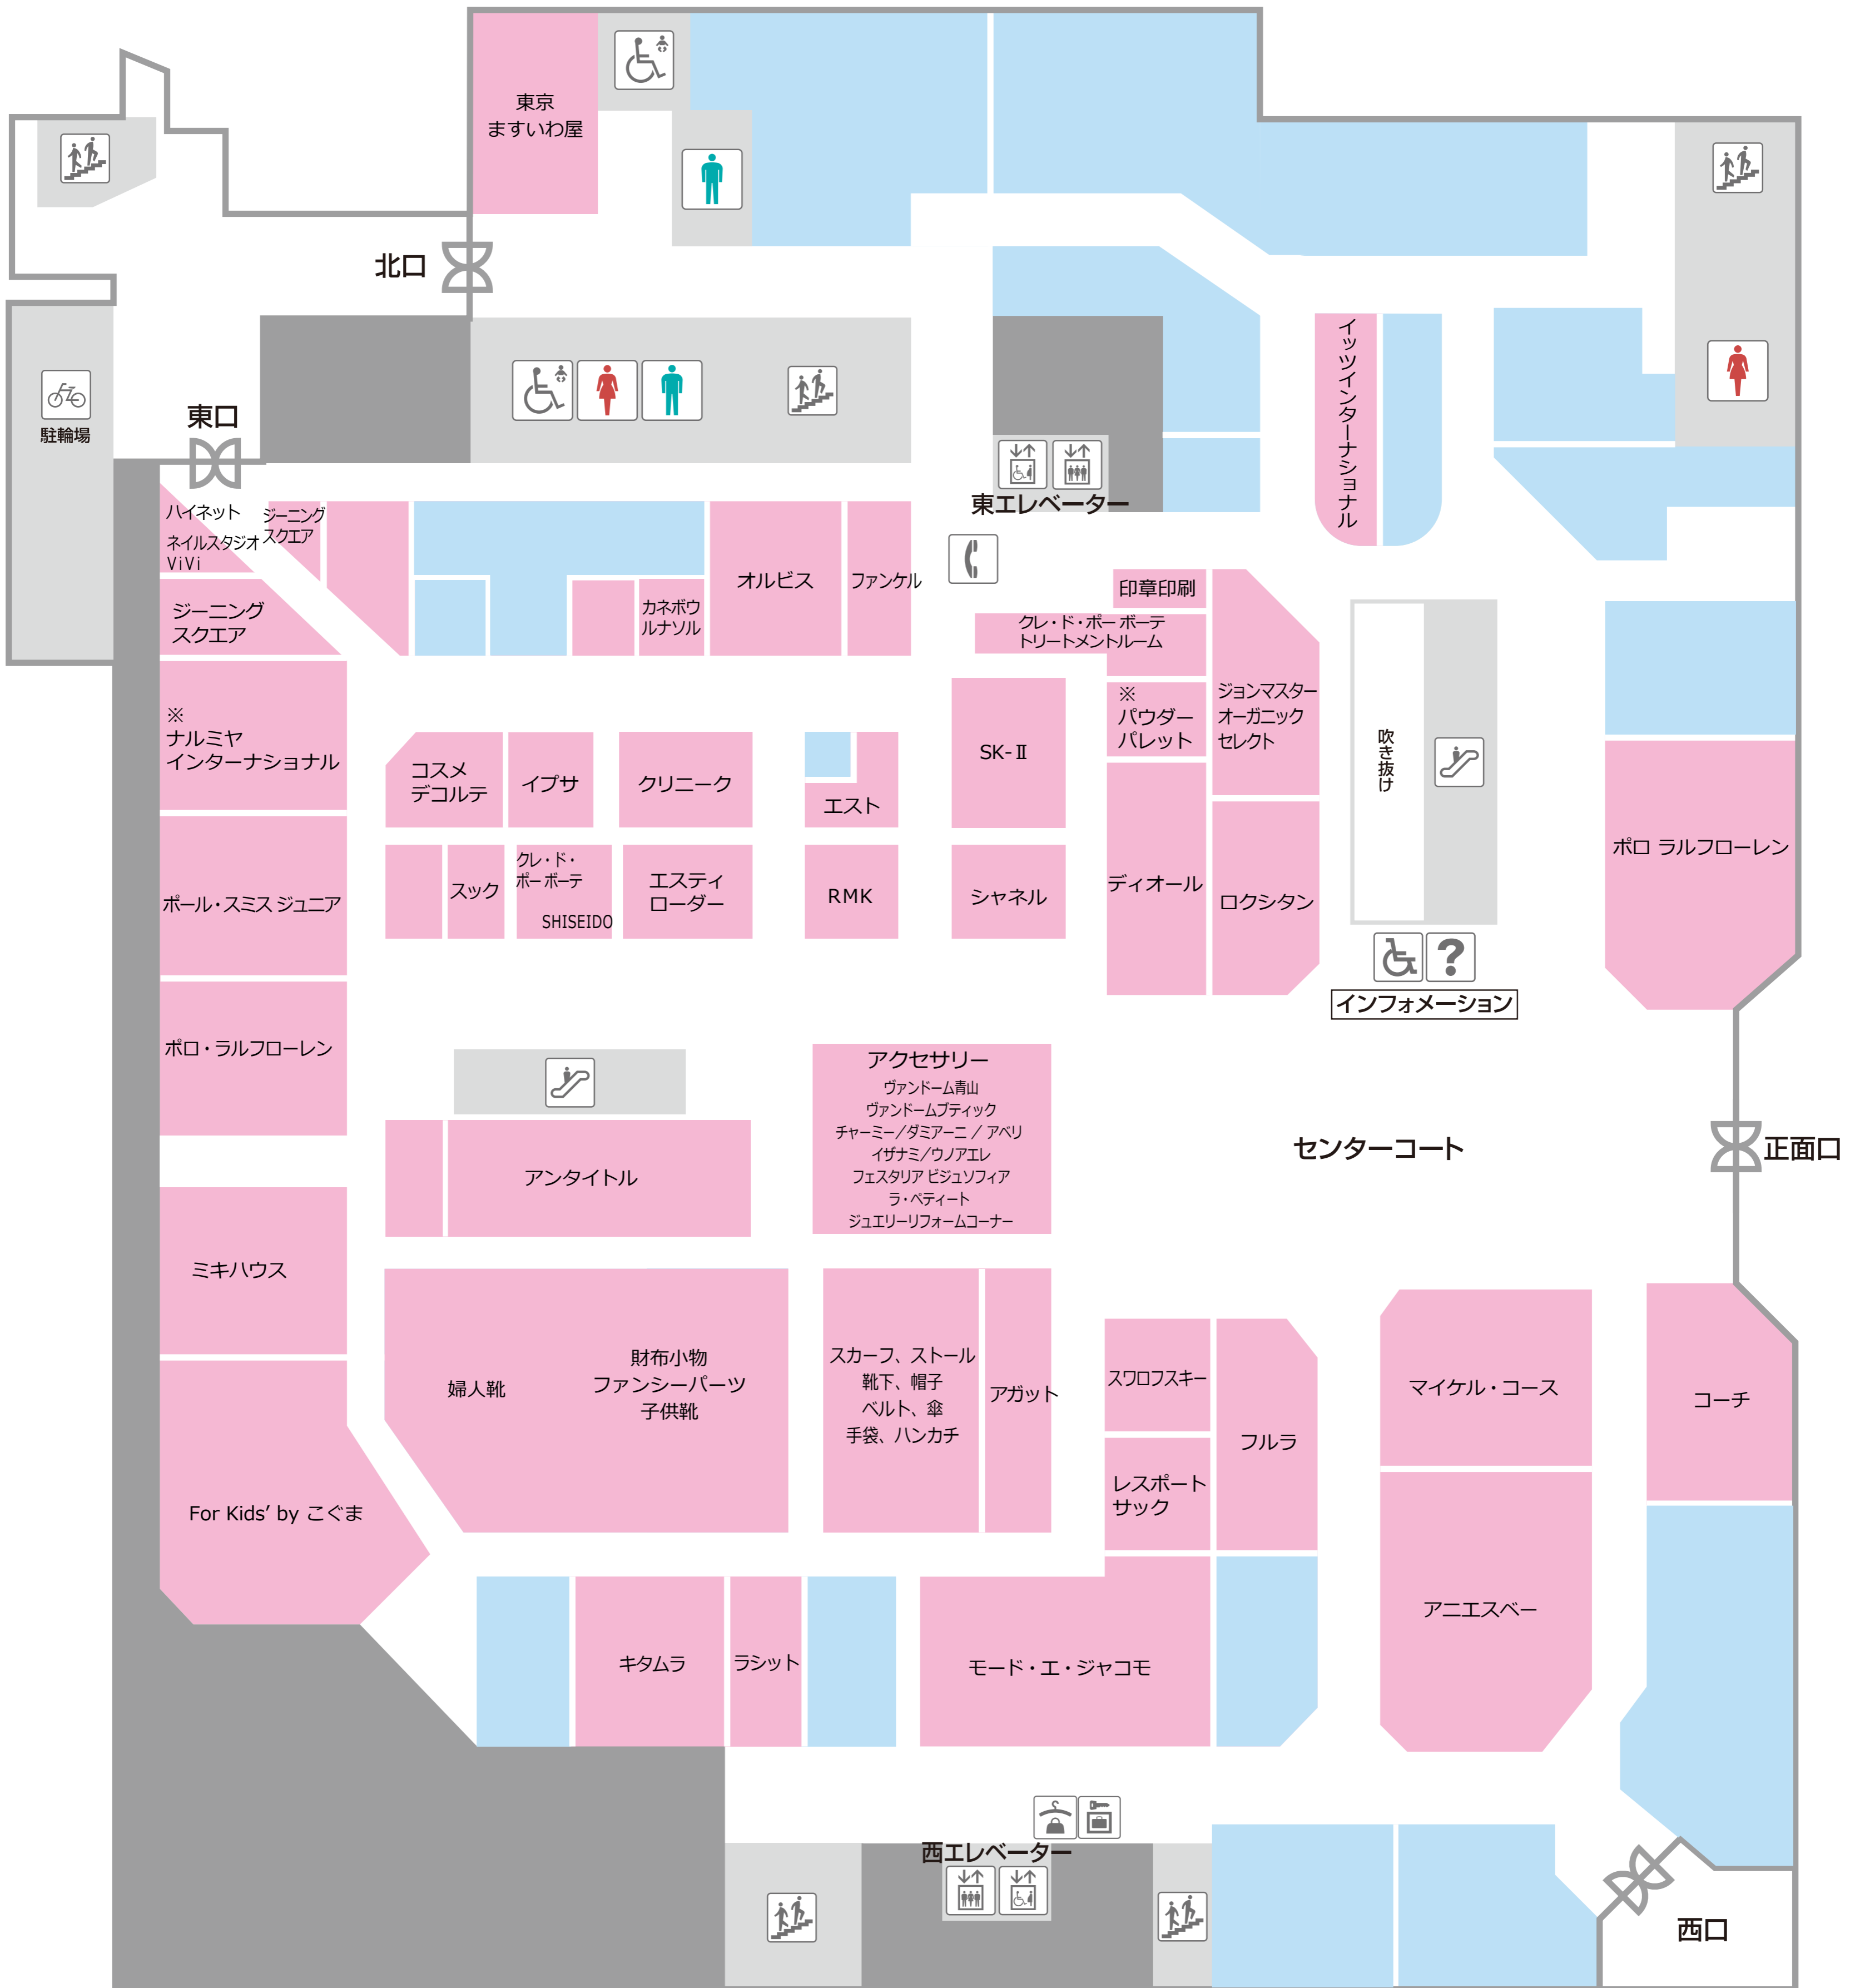 東京
ますいわ屋
北口
東口
駐輪場
東エレベーター
イッツインターナショナル
ハイネット
ネイルスタジオ
ViVi
ジーニング
スクエア
ジーニング
スクエア
カネボウ
ルナソル
オルビス
ファンケル
印章印刷
クレ・ド・ポー ボーテ
トリートメントルーム
※
パウダー
パレット
ジョンマスター
オーガニック
セレクト
吹き抜け
※
ナルミヤ
インターナショナル
コスメ
デコルテ
イプサ
クリニーク
エスト
SK-Ⅱ
ポール・スミス ジュニア
スック
クレ・ド・
ポー ボーテ
SHISEIDO
エスティ
ローダー
RMK
シャネル
ディオール
ロクシタン
ポロ ラルフローレン
インフォメーション
ポロ・ラルフローレン
アンタイトル
アクセサリー
ヴァンドーム青山
ヴァンドームブティック
チャーミー／ダミアーニ ／ アベリ
イザナミ／ウノアエレ
フェスタリア ビジュソフィア
ラ・ペティート
ジュエリーリフォームコーナー
センターコート
正面口
ミキハウス
婦人靴
財布小物
ファンシーパーツ
子供靴
スカーフ、ストール
靴下、帽子
ベルト、傘
手袋、ハンカチ
アガット
スワロフスキー
フルラ
レスポート
サック
マイケル・コース
コーチ
For Kids’ by こぐま
キタムラ
ラシット
モード・エ・ジャコモ
アニエスベー
西エレベーター
西口